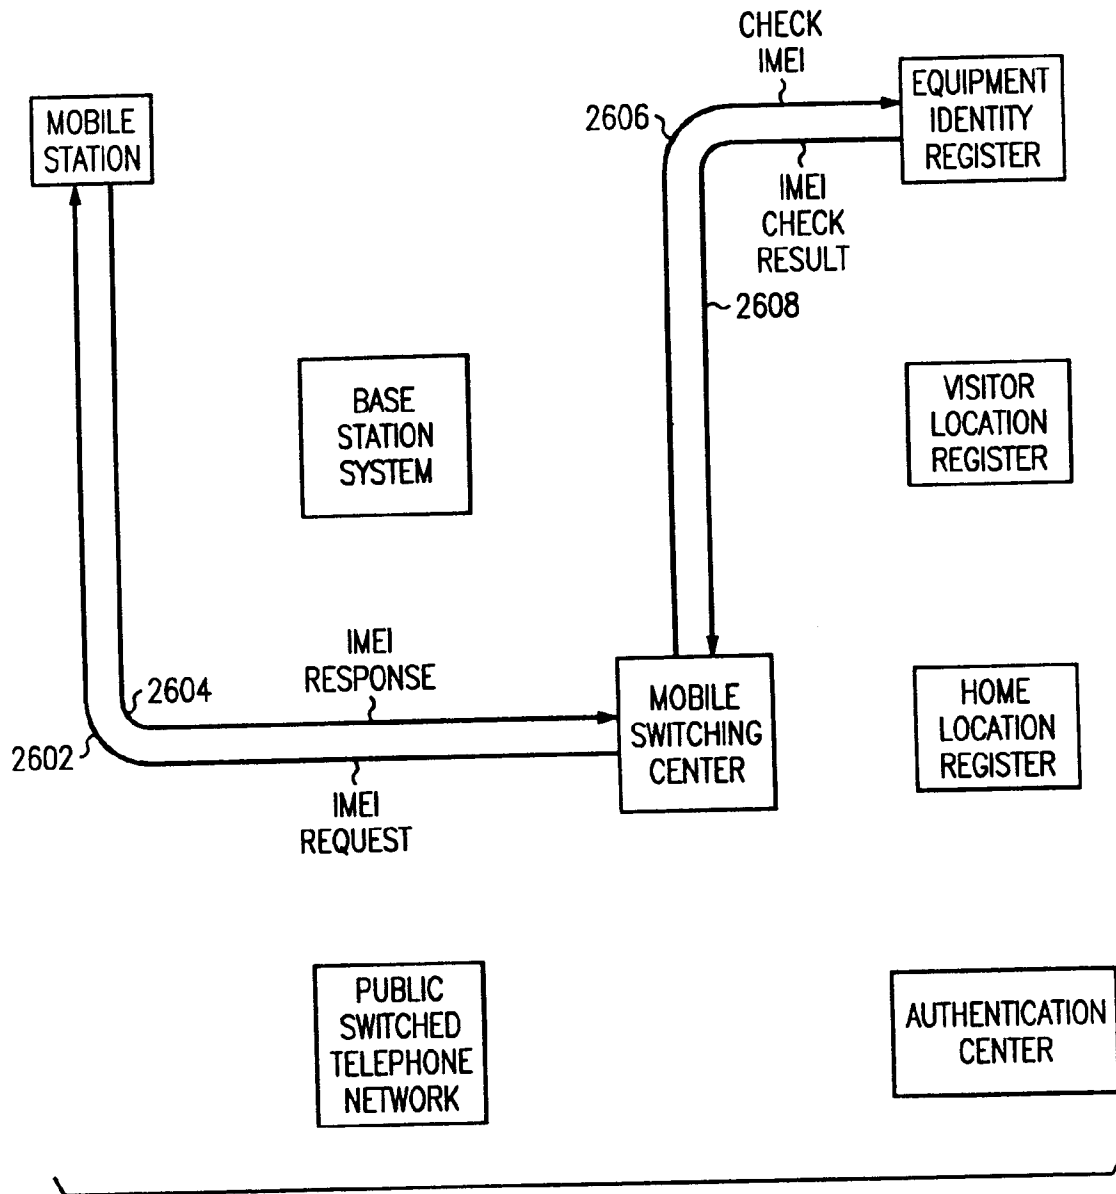 CHECK
IMEI
2606
EQUIPMENT
IDENTITY
REGISTER
MOBILE
STATION
IMEI
CHECK
RESULT
2608
BASE
STATION
SYSTEM
VISITOR
LOCATION
REGISTER
IMEI
RESPONSE
2604
2602
IMEI
REQUEST
MOBILE
SWITCHING
CENTER
HOME
LOCATION
REGISTER
PUBLIC
SWITCHED
TELEPHONE
NETWORK
AUTHENTICATION
CENTER